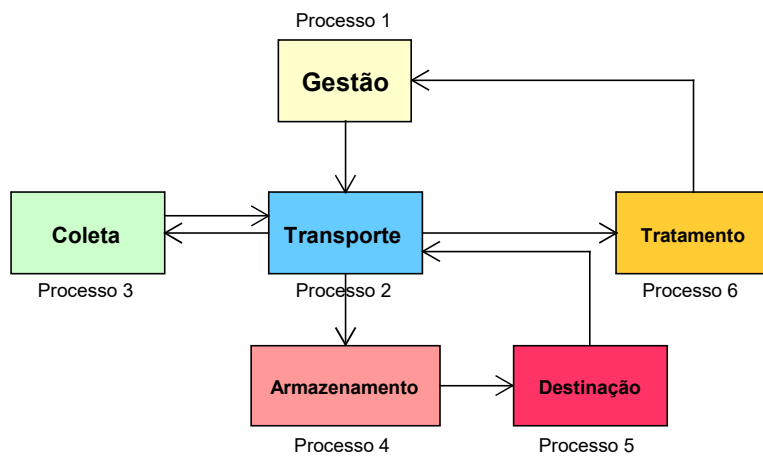 Processo 1
Gestão
Coleta
Transporte
Tratamento
Processo 3
Processo 2
Processo 6
Armazenamento
Destinação
Processo 4
Processo 5